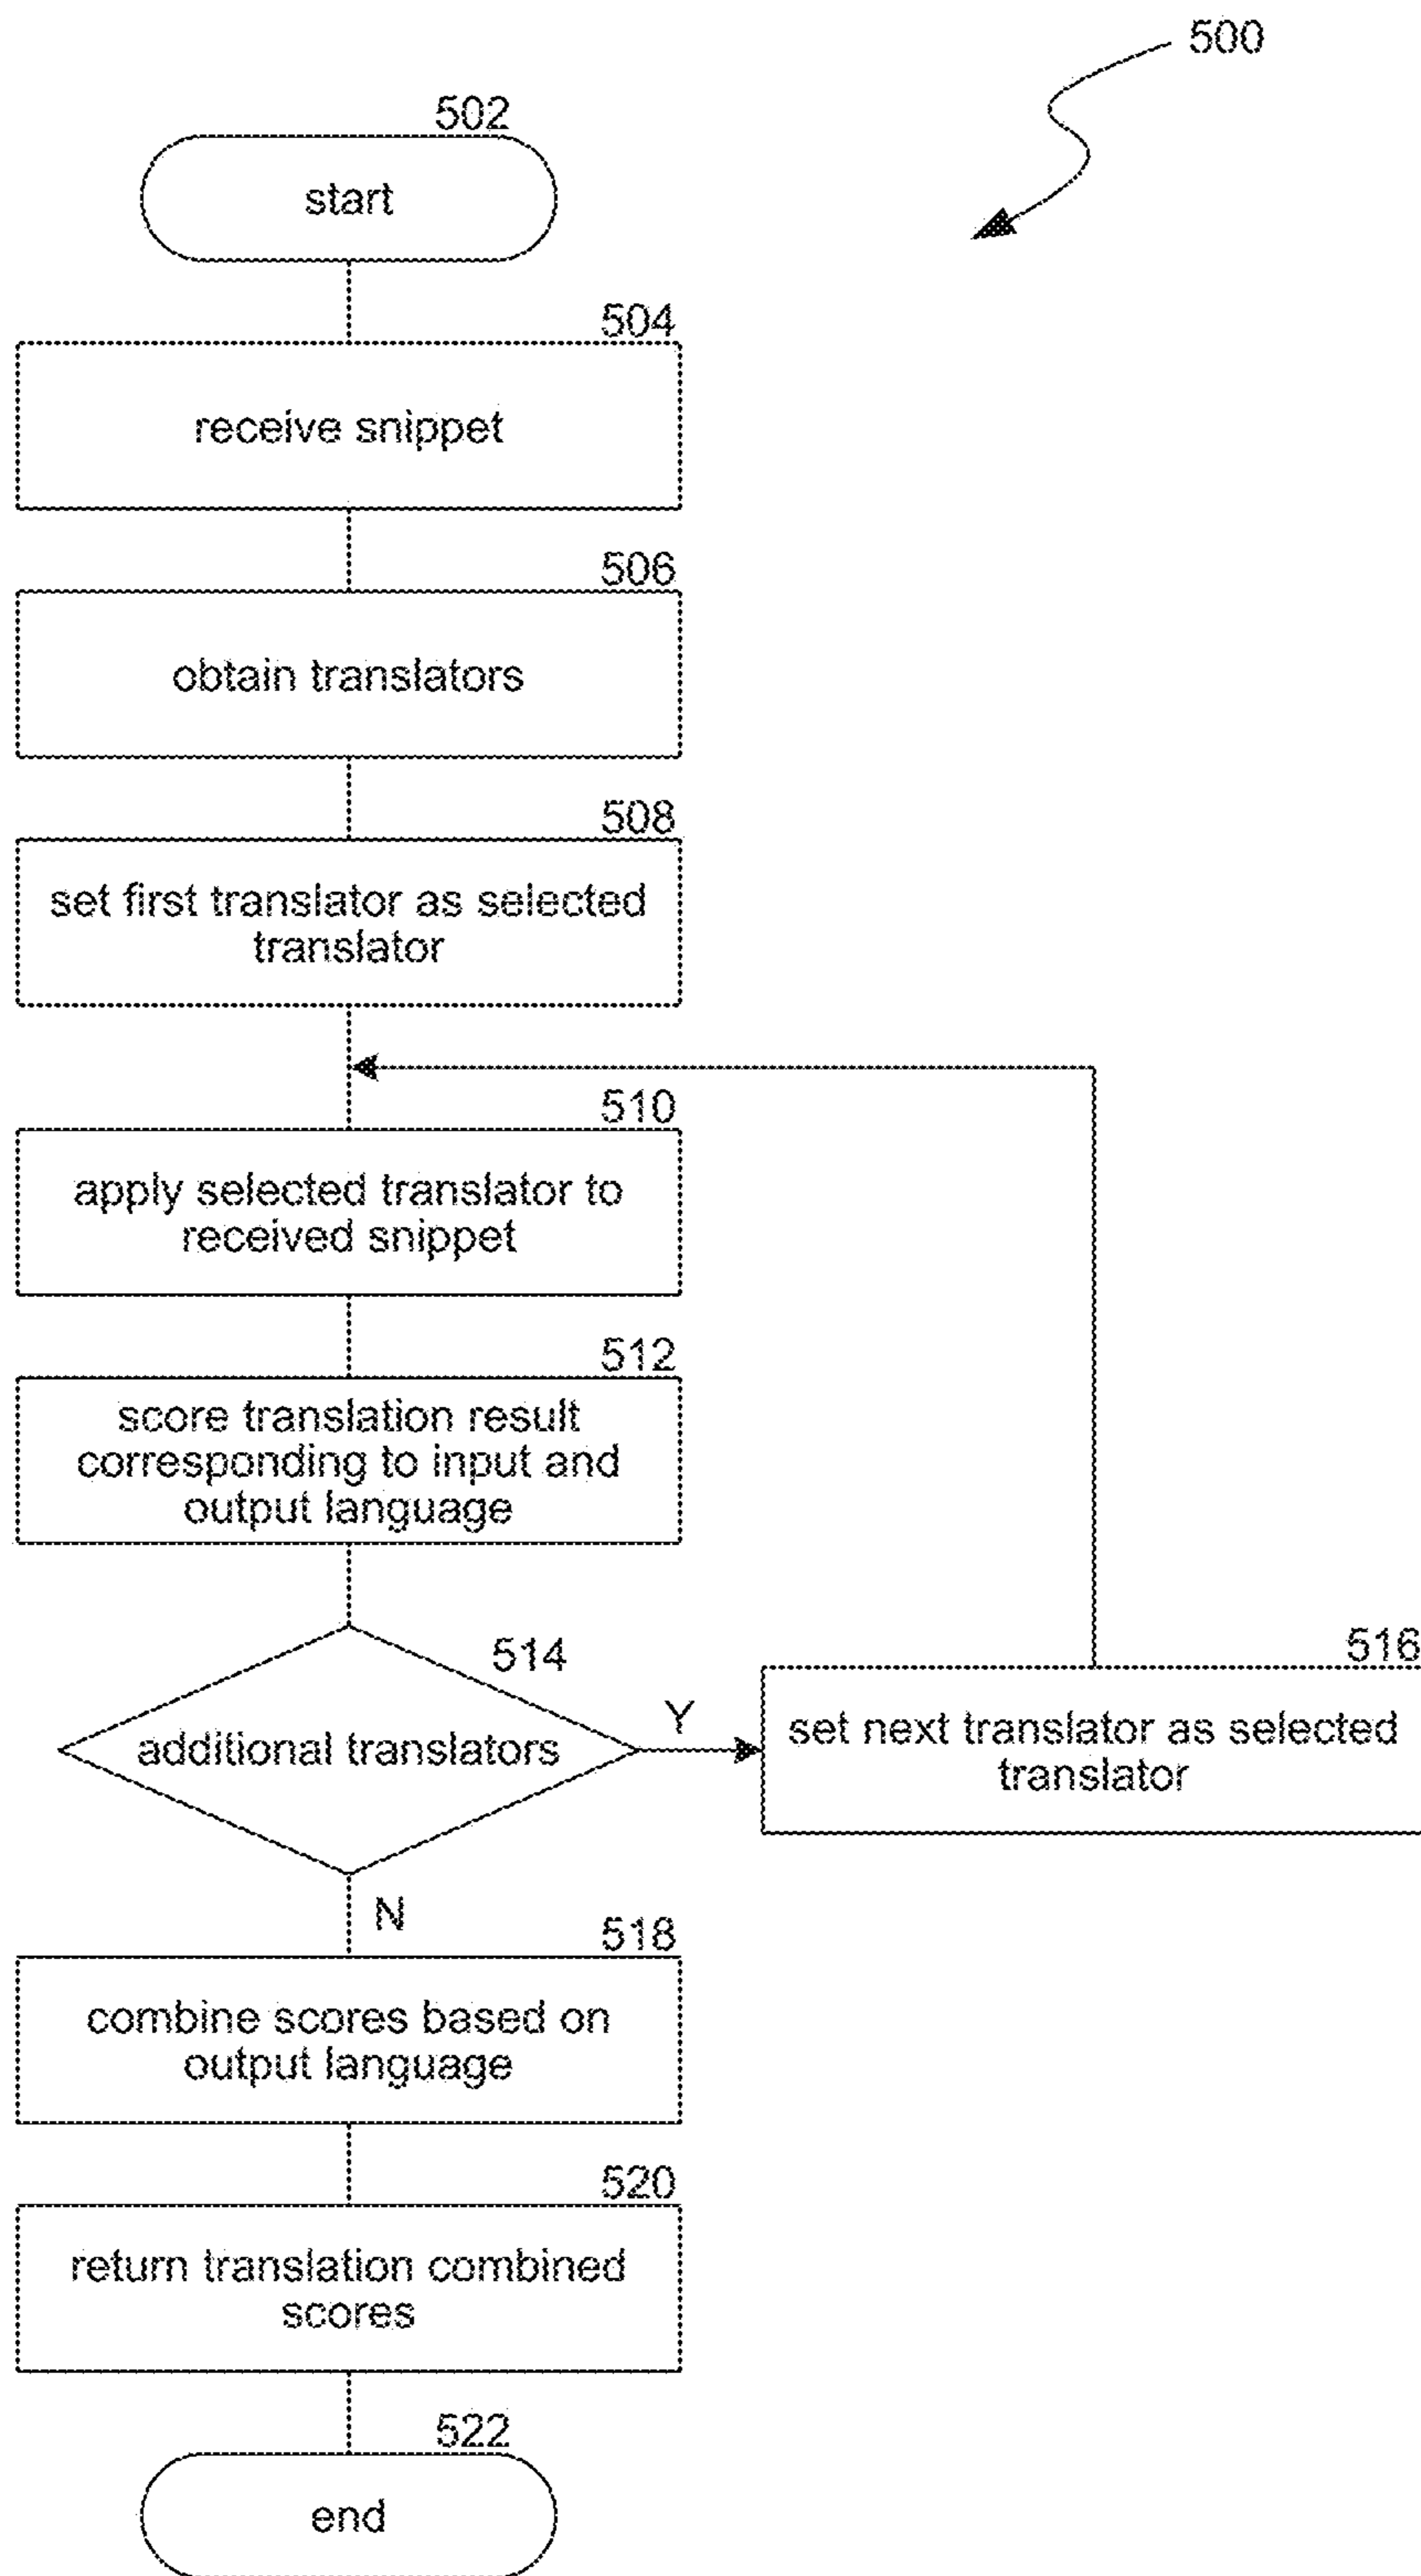 500
502
start
504
receive snippet
506
obtain translators
508
set first translator as selected
translator
510
apply selected translator to
received snippet
512
score translation result
corresponding to input and
output language
514
additional translators
Y
516
set next translator as selected
translator
N
518
combine scores based on
output language
520
return translation combined
scores
522
end